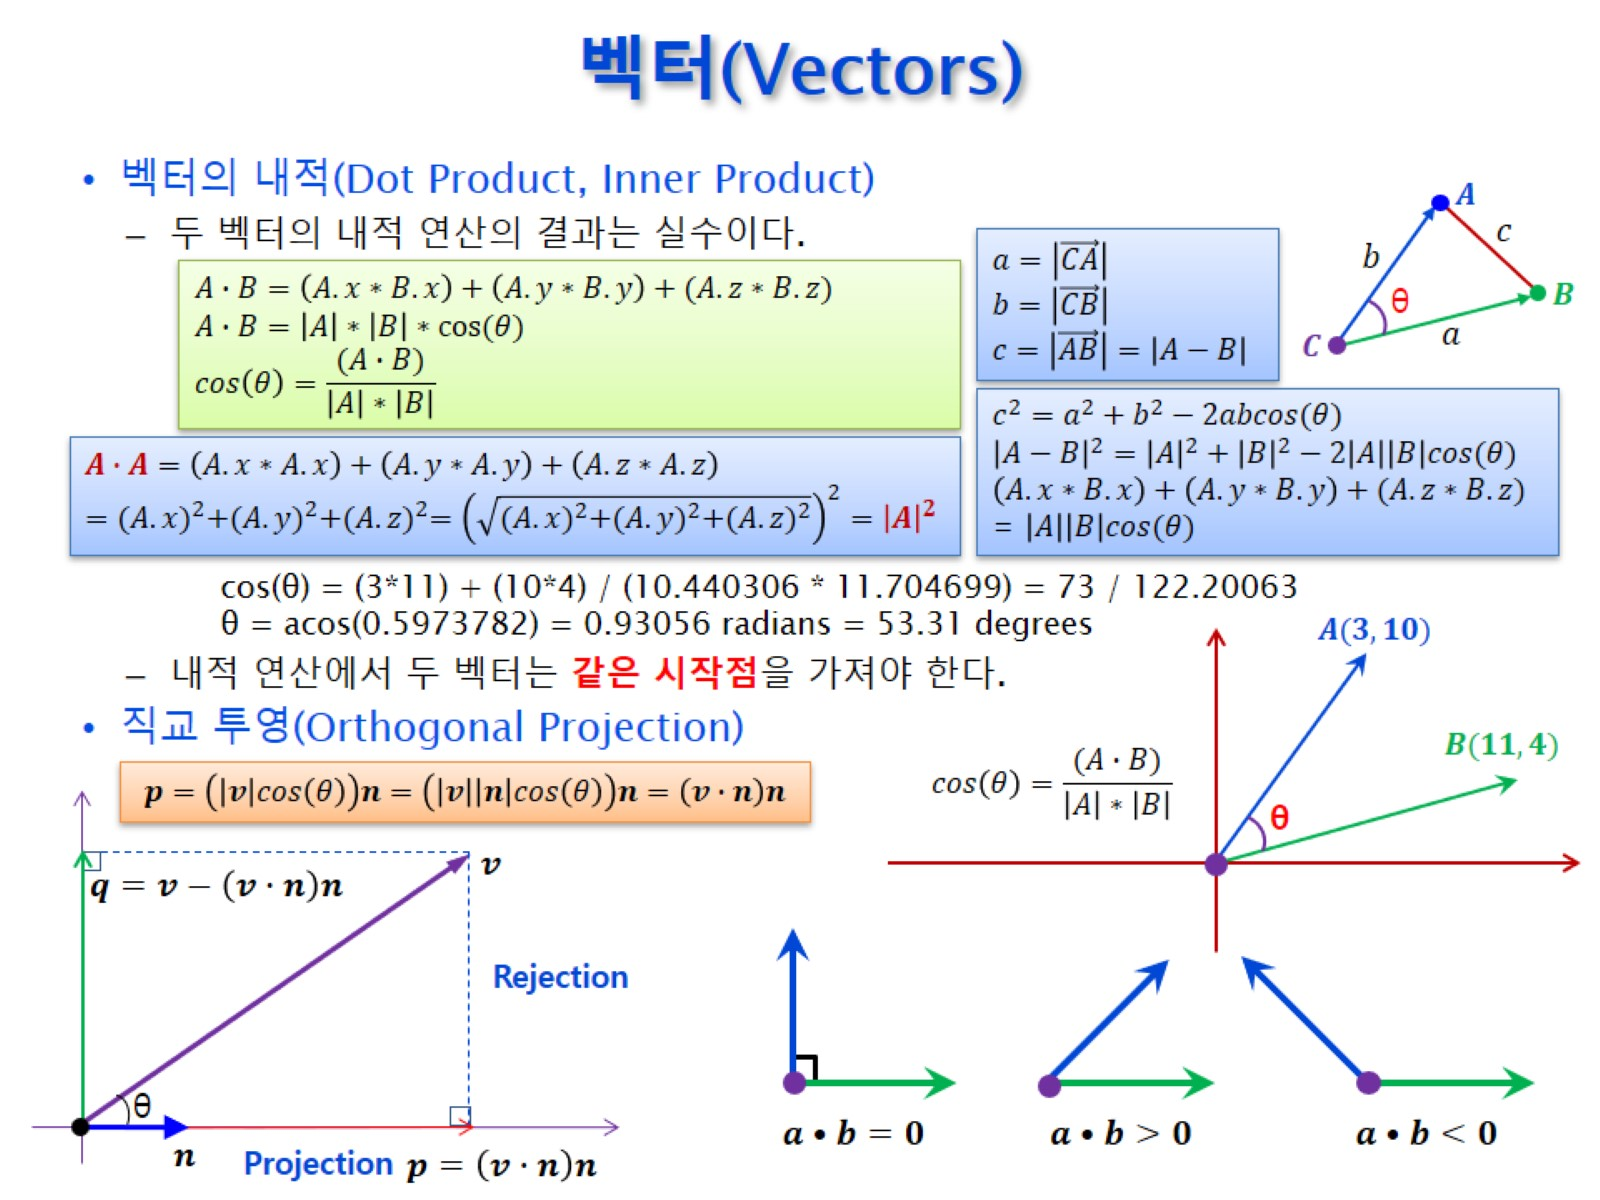 벡터(Vectors)
• 벡터의 내적(Dot Product, Inner Product)
– 두 벡터의 내적 연산의 결과는 실수이다.
A · B = (A.x ∗ B.x) + (A.y ∗ B.y) + (A.z ∗ B.z)
A · B = |A| ∗ |B| ∗ cos(θ)
cos(θ) = (A · B) / |A| ∗ |B|
a = |CA→|
b = |CB→|
c = |AB→| = |A − B|
A
b
c
θ
B
C
a
A · A = (A.x ∗ A.x) + (A.y ∗ A.y) + (A.z ∗ A.z)
= (A.x)²+(A.y)²+(A.z)²= (√(A.x)²+(A.y)²+(A.z)²)² = |A|²
c² = a² + b² − 2abcos(θ)
|A − B|² = |A|² + |B|² − 2|A||B|cos(θ)
(A.x ∗ B.x) + (A.y ∗ B.y) + (A.z ∗ B.z)
= |A||B|cos(θ)
cos(θ) = (3*11) + (10*4) / (10.440306 * 11.704699) = 73 / 122.20063
θ = acos(0.5973782) = 0.93056 radians = 53.31 degrees
– 내적 연산에서 두 벡터는 같은 시작점을 가져야 한다.
A(3, 10)
B(11, 4)
cos(θ) = (A · B) / |A| ∗ |B|
θ
• 직교 투영(Orthogonal Projection)
p = (|v|cos(θ))n = (|v||n|cos(θ))n = (v · n)n
q = v − (v · n)n
v
Rejection
θ
n
Projection p = (v · n)n
a • b = 0
a • b > 0
a • b < 0